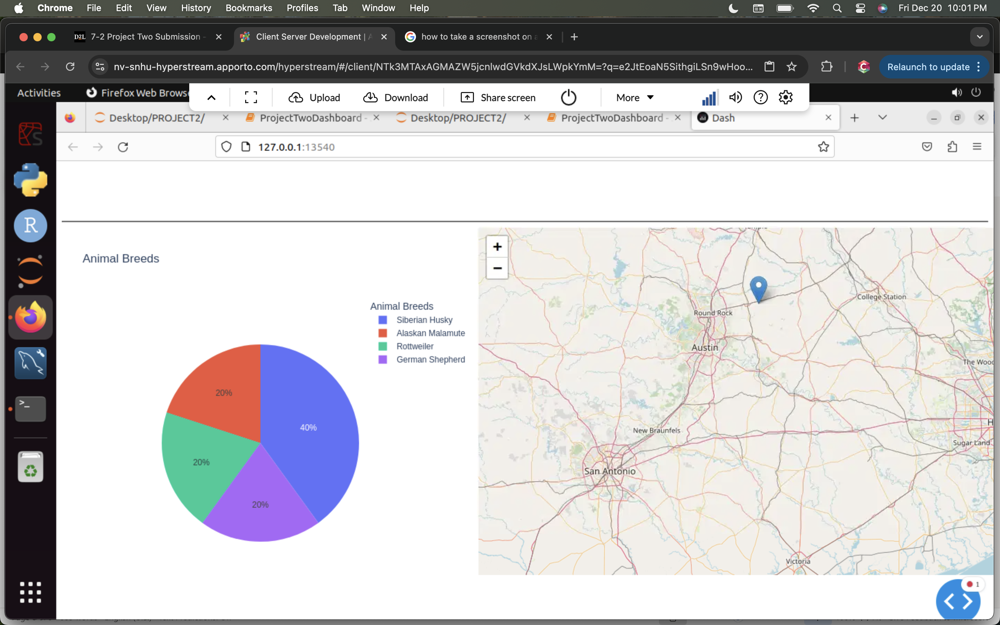 Chrome File Edit View History Bookmarks Profiles Tab Window Help Fri Dec 20 10:01 PM
D2L 7-2 Project Two Submission - Client Server Development | A how to take a screenshot on a
nv-snhu-hyperstream.apporto.com/hyperstream/#/client/NTk3MTAxAGMAZW5jcnlwdGVkdXJsLWpkYmM=?q=e2JtEoaN5SithgiLSn9wHoo... Relaunch to update
Activities Firefox Web Browse Upload Download Share screen More
Desktop/PROJECT2/ ProjectTwoDashboard - Desktop/PROJECT2/ ProjectTwoDashboard - Dash
127.0.0.1:13540
Animal Breeds
Animal Breeds
Siberian Husky
Alaskan Malamute
Rottweiler
German Shepherd
20%
40%
20%
20%
+
−
College Station
Round Rock
Austin
The Wood
New Braunfels
H
Sugar Land
San Antonio
Victoria
1